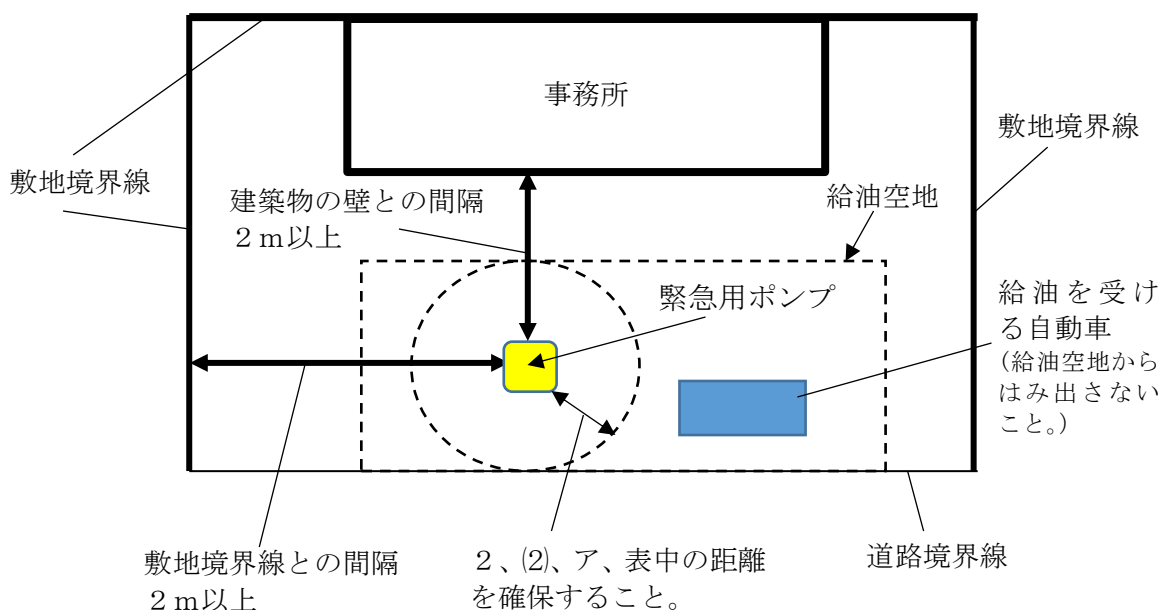 事務所
敷地境界線
敷地境界線
建築物の壁との間隔
２ｍ以上
給油空地
緊急用ポンプ
給油を受け
る自動車
(給油空地から
はみ出さない
こと。)
敷地境界線との間隔
２ｍ以上
２、⑵、ア、表中の距離
を確保すること。
道路境界線